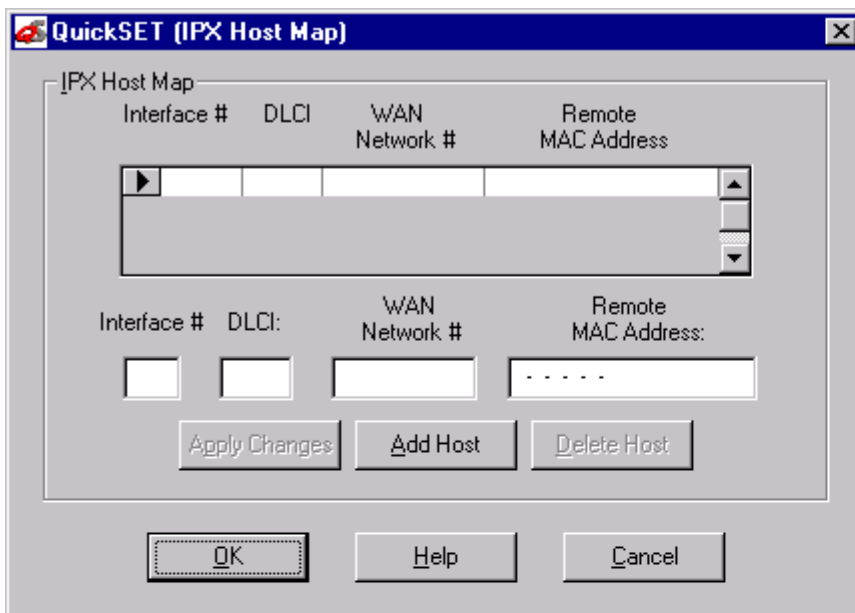 QuickSET (IPX Host Map)
IPX Host Map
Interface # DLCI WAN Remote
Network # MAC Address
Interface # DLCI: WAN Remote
Network # MAC Address:
- - - - -
Apply Changes Add Host Delete Host
OK Help Cancel